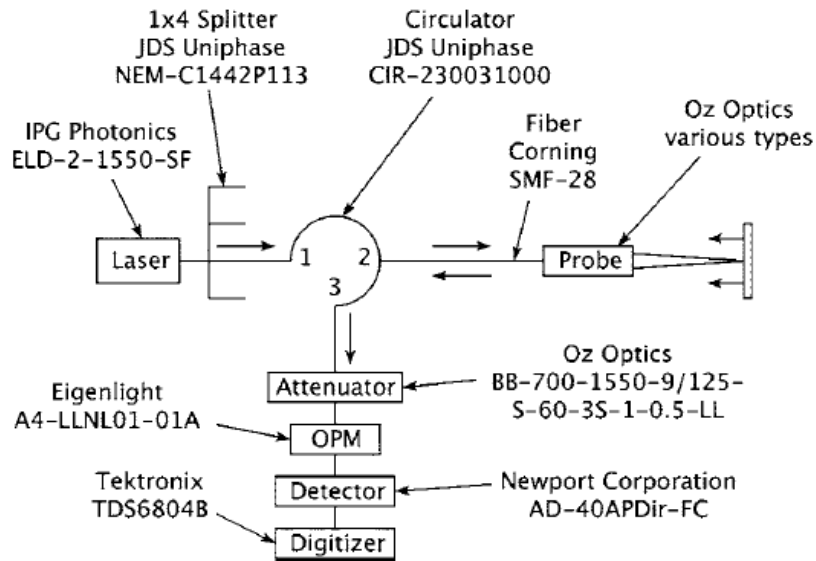 1x4 Splitter
JDS Uniphase
NEM-C1442P113
Circulator
JDS Uniphase
CIR-230031000
IPG Photonics
ELD-2-1550-SF
Fiber
Corning
SMF-28
Oz Optics
various types
Laser
1
2
3
Probe
Attenuator
Oz Optics
BB-700-1550-9/125-
S-60-3S-1-0.5-LL
Eigenlight
A4-LLNL01-01A
OPM
Tektronix
TDS6804B
Detector
Newport Corporation
AD-40APDir-FC
Digitizer